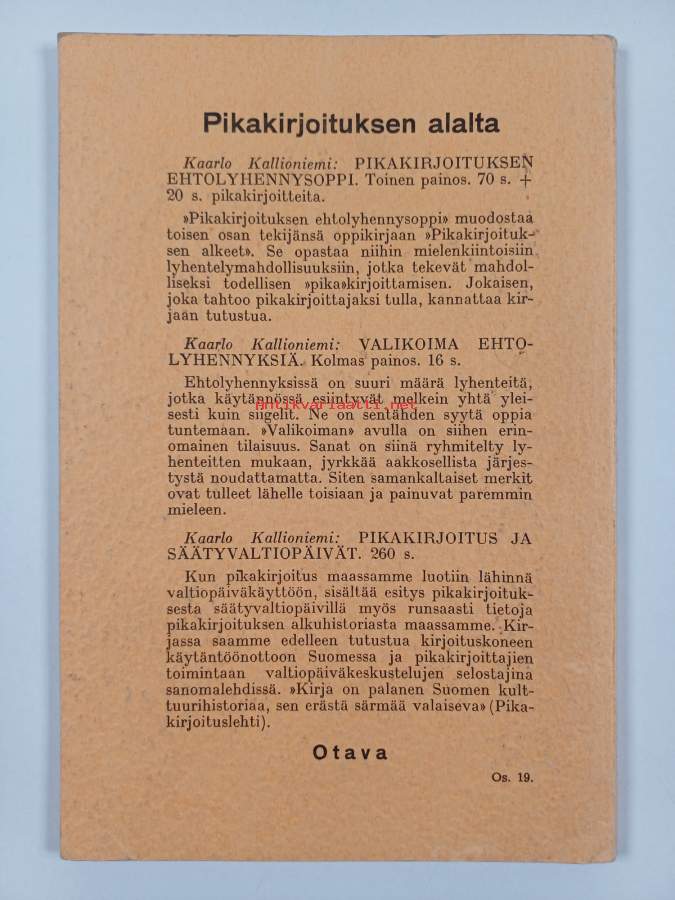 Pikakirjoituksen alalta
Kaarlo Kallioniemi: PIKAKIRJOITUKSEN
EHTOLYHENNYSOPPI. Toinen painos. 70 s. +
20 s. pikakirjoitteita.
»Pikakirjoituksen ehtolyhennysoppi» muodostaa
toisen osan tekijänsä oppikirjaan »Pikakirjoituk-
sen alkeet». Se opastaa niihin mielenkiintoisiin
lyhentelymahdollisuuksiin, jotka tekevät mahdol-
liseksi todellisen »pika»kirjoittamisen. Jokaisen,
joka tahtoo pikakirjoittajaksi tulla, kannattaa kir-
jaan tutustua.
Kaarlo Kallioniemi: VALIKOIMA EHTO-
LYHENNYKSIÄ. Kolmas painos. 16 s.
Ehtolyhennyksissä on suuri määrä lyhenteitä,
jotka käytännössä esiintyvät melkein yhtä ylei-
antikvariaatti.net
sesti kuin siigelit. Ne on sentähden syytä oppia
tuntemaan. »Valikoiman» avulla on siihen erin-
omainen tilaisuus. Sanat on siinä ryhmitelty ly-
henteitten mukaan, jyrkkää aakkosellista järjes-
tystä noudattamatta. Siten samankaltaiset merkit
ovat tulleet lähelle toisiaan ja painuvat paremmin
mieleen.
Kaarlo Kallioniemi: PIKAKIRJOITUS JA
SÄÄTYVALTIOPÄIVÄT. 260 s.
Kun pikakirjoitus maassamme luotiin lähinnä
valtiopäiväkäyttöön, sisältää esitys pikakirjoituk-
sesta säätyvaltiopäivillä myös runsaasti tietoja
pikakirjoituksen alkuhistoriasta maassamme. Kir-
jassa saamme edelleen tutustua kirjoituskoneen
käytäntöönottoon Suomessa ja pikakirjoittajien
toimintaan valtiopäiväkeskustelujen selostajina
sanomalehdissä. »Kirja on palanen Suomen kult-
tuurihistoriaa, sen erästä särmää valaiseva» (Pika-
kirjoituslehti).
Otava
Os. 19.